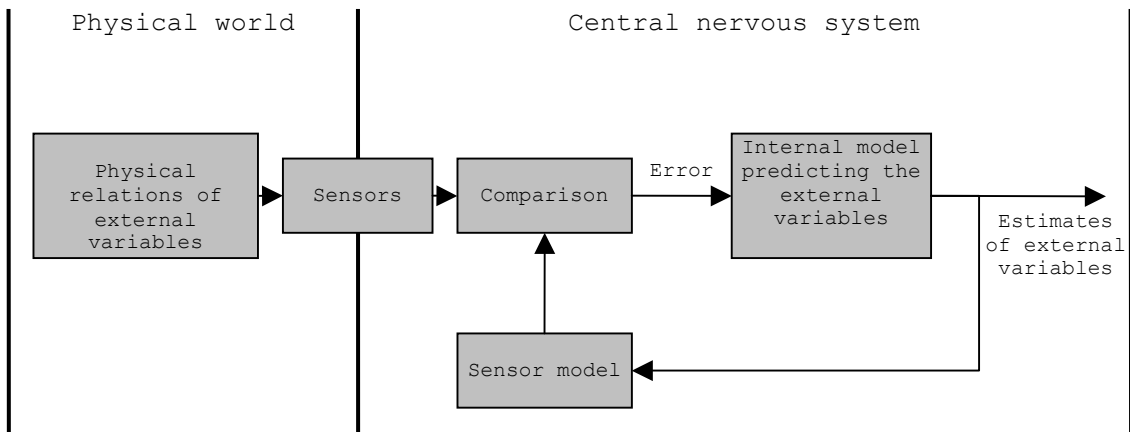 Physical world
Central nervous system
Physical
relations of
external
variables
Sensors
Comparison
Error
Internal model
predicting the
external
variables
Estimates
of external
variables
Sensor model